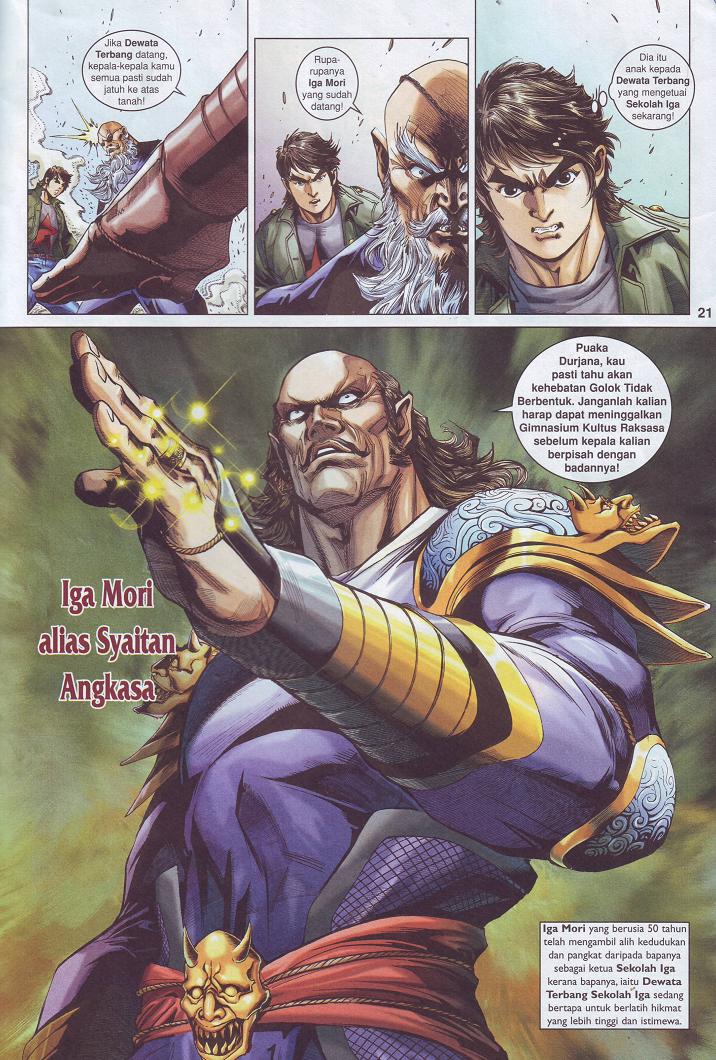 Jika Dewata
Terbang datang,
kepala-kepala kamu
semua pasti sudah
jatuh ke atas
tanah!
Rupa-
rupanya
Iga Mori
yang sudah
datang!
Dia itu
anak kepada
Dewata Terbang
yang mengetuai
Sekolah Iga
sekarang!
21
Puaka
Durjana, kau
pasti tahu akan
kehebatan Golok Tidak
Berbentuk. Janganlah kalian
harap dapat meninggalkan
Gimnasium Kultus Raksasa
sebelum kepala kalian
berpisah dengan
badannya!
Iga Mori
alias Syaitan
Angkasa
Iga Mori yang berusia 50 tahun
telah mengambil alih kedudukan
dan pangkat daripada bapanya
sebagai ketua Sekolah Iga
kerana bapanya, iaitu Dewata
Terbang Sekolah Iga sedang
bertapa untuk berlatih hikmat
yang lebih tinggi dan istimewa.